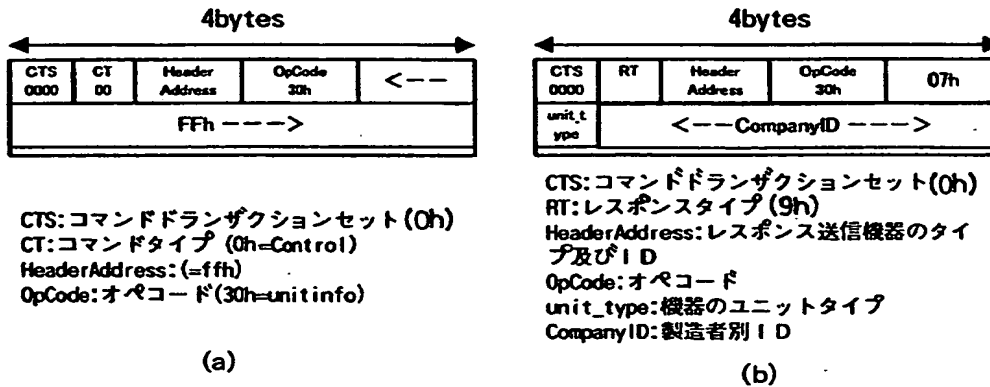 4bytes
CTS 0000
CT 00
Header Address
OpCode 30h
<--
FFh ---->
CTS:コマンドドランザクションセット(0h)
CT:コマンドタイプ (0h=Control)
HeaderAddress:(=ffh)
OpCode:オペコード(30h=unitinfo)
(a)
4bytes
CTS 0000
RT
Header Address
OpCode 30h
07h
unit_t ype
<--CompanyID ---->
CTS:コマンドドランザクションセット(0h)
RT:レスポンスタイプ(9h)
HeaderAddress:レスポンス送信機器のタイ
プ及びID
OpCode:オペコード
unit_type:機器のユニットタイプ
CompanyID:製造者別ID
(b)